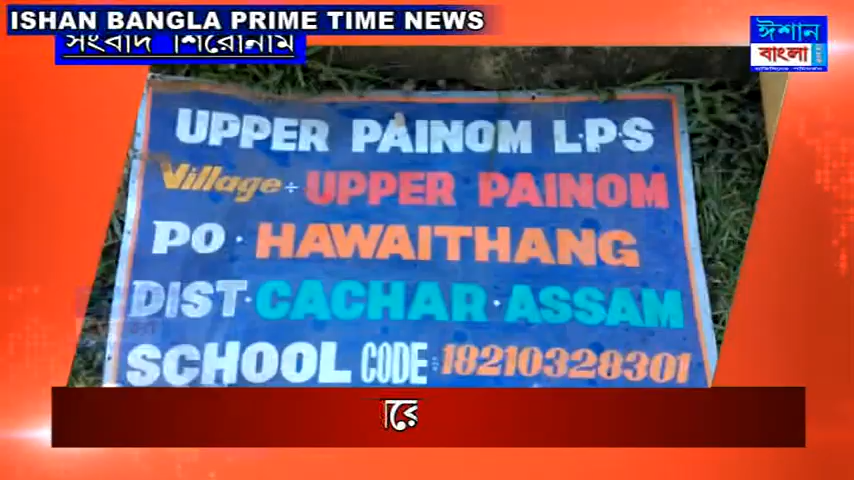 ISHAN BANGLA PRIME TIME NEWS
সংবাদ শিরোনাম
ঈশান
বাংলা
UPPER PAINOM L.P.S
Village÷ UPPER PAINOM
PO. HAWAITHANG
DIST. CACHAR. ASSAM
SCHOOL CODE 18210328301
রে